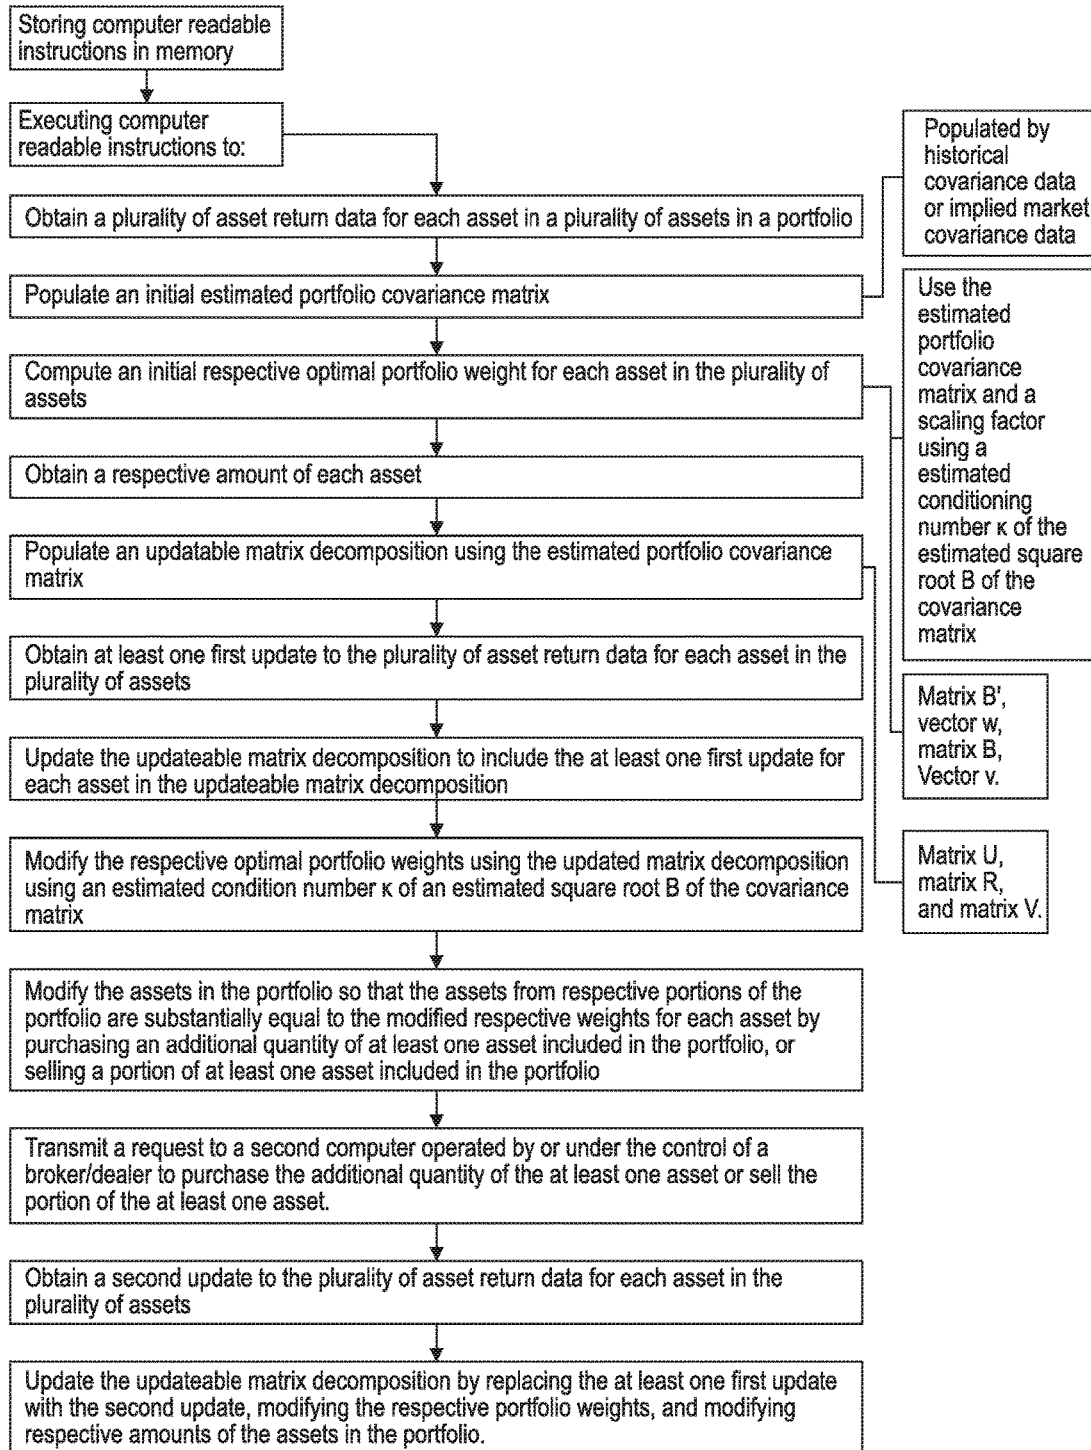 Storing computer readable
instructions in memory
Executing computer
readable instructions to:
Obtain a plurality of asset return data for each asset in a plurality of assets in a portfolio
Populate an initial estimated portfolio covariance matrix
Compute an initial respective optimal portfolio weight for each asset in the plurality of
assets
Obtain a respective amount of each asset
Populate an updatable matrix decomposition using the estimated portfolio covariance
matrix
Obtain at least one first update to the plurality of asset return data for each asset in the
plurality of assets
Update the updateable matrix decomposition to include the at least one first update for
each asset in the updateable matrix decomposition
Modify the respective optimal portfolio weights using the updated matrix decomposition
using an estimated condition number κ of an estimated square root B of the covariance
matrix
Modify the assets in the portfolio so that the assets from respective portions of the
portfolio are substantially equal to the modified respective weights for each asset by
purchasing an additional quantity of at least one asset included in the portfolio, or
selling a portion of at least one asset included in the portfolio
Transmit a request to a second computer operated by or under the control of a
broker/dealer to purchase the additional quantity of the at least one asset or sell the
portion of the at least one asset.
Obtain a second update to the plurality of asset return data for each asset in the
plurality of assets
Update the updateable matrix decomposition by replacing the at least one first update
with the second update, modifying the respective portfolio weights, and modifying
respective amounts of the assets in the portfolio.
Populated by
historical
covariance data
or implied market
covariance data
Use the
estimated
portfolio
covariance
matrix and a
scaling factor
using a
estimated
conditioning
number κ of the
estimated square
root B of the
covariance
matrix
Matrix B',
vector w,
matrix B,
Vector v.
Matrix U,
matrix R,
and matrix V.